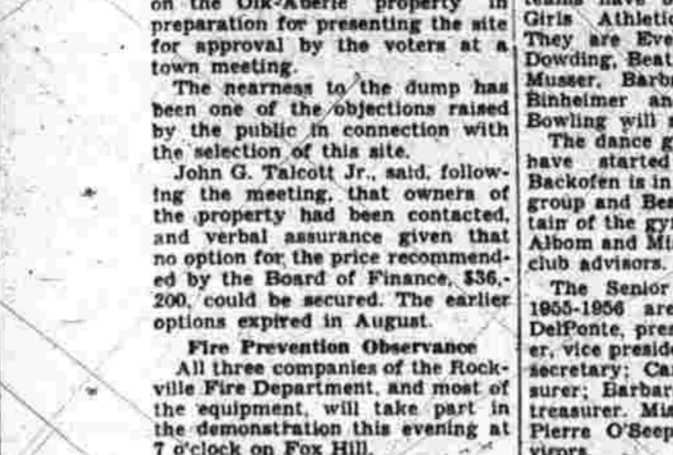 on the Olk-Aberle property in
preparation for presenting the site
for approval by the voters at a
town meeting.
The nearness to the dump has
been one of the objections raised
by the public in connection with
the selection of this site.
John G. Talcott Jr., said, follow-
ing the meeting, that owners of
the property had been contacted,
and verbal assurance given that
no option for the price recommend-
ed by the Board of Finance, $36,-
200, could be secured. The earlier
options expired in August.
Fire Prevention Observance
All three companies of the Rock-
ville Fire Department, and most of
the equipment, will take part in
the demonstration this evening at
7 o'clock on Fox Hill.
teams have
Girls Athletic
They are Eve
Dowding, Beat
Musser, Barb
Binheimer an
Bowling will
The dance g
have started
Backofen is in
group and Bea
tain of the gy
Albom and Mi
club advisors.
The Senior
1955-1956 are
DelPonte, pres
er, vice preside
secretary; Ca
surer; Barbar
treasurer. Mis
Pierre O'Seep
visors.